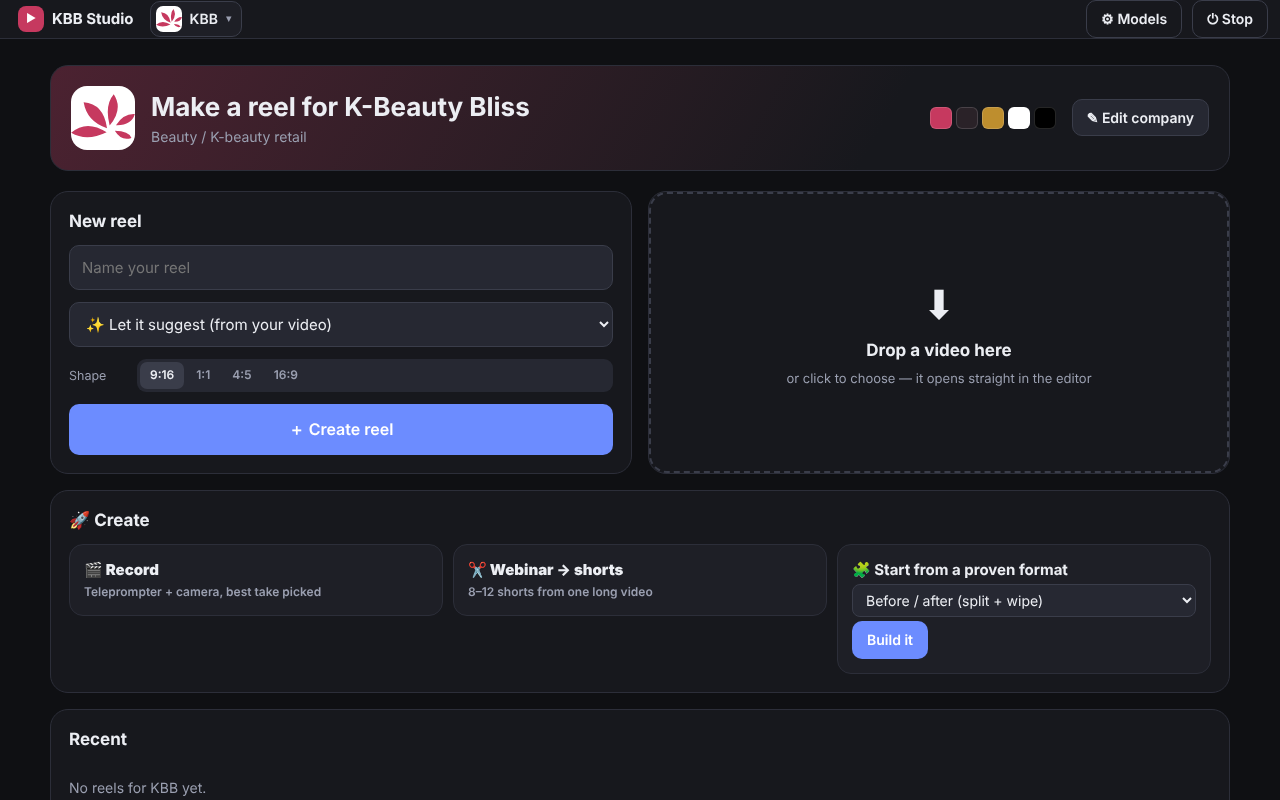 KBB Studio
KBB ▾
⚙ Models
⏻ Stop
Make a reel for K-Beauty Bliss
Beauty / K-beauty retail
✎ Edit company
New reel
Name your reel
✨ Let it suggest (from your video)
Shape 9:16 1:1 4:5 16:9
+ Create reel
⬇
Drop a video here
or click to choose — it opens straight in the editor
🚀 Create
🎬 Record
Teleprompter + camera, best take picked
✂️ Webinar → shorts
8–12 shorts from one long video
🧩 Start from a proven format
Before / after (split + wipe)
Build it
Recent
No reels for KBB yet.